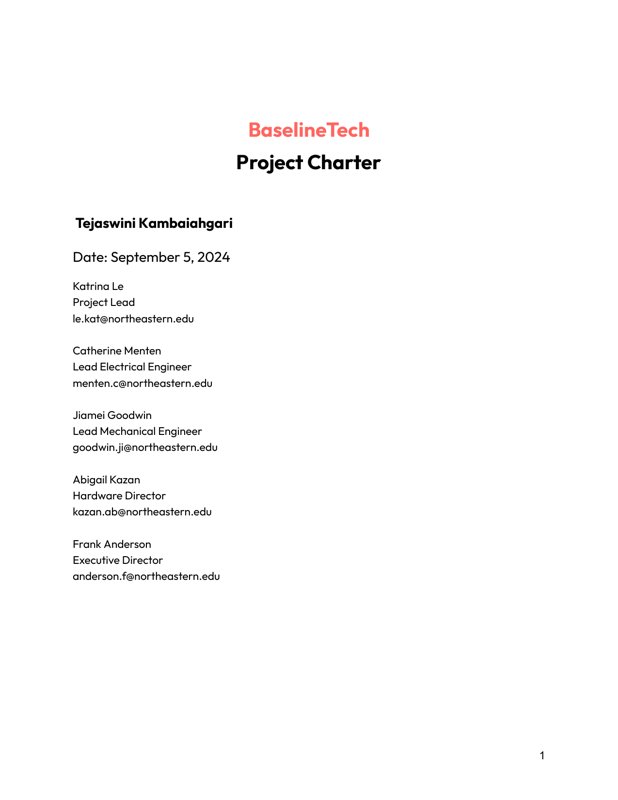 BaselineTech
Project Charter
Tejaswini Kambaiahgari
Date: September 5, 2024
Katrina Le
Project Lead
le.kat@northeastern.edu
Catherine Menten
Lead Electrical Engineer
menten.c@northeastern.edu
Jiamei Goodwin
Lead Mechanical Engineer
goodwin.ji@northeastern.edu
Abigail Kazan
Hardware Director
kazan.ab@northeastern.edu
Frank Anderson
Executive Director
anderson.f@northeastern.edu
1